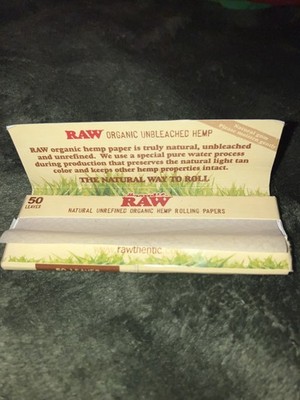 RAW ORGANIC UNBLEACHED HEMP
RAW organic hemp paper is truly natural, unbleached
and unrefined. We use a special pure water process
during production that preserves the natural light tan
color and keeps other hemp properties intact.
THE NATURAL WAY TO ROLL
50
LEAVES
RAW
NATURAL UNREFINED ORGANIC HEMP ROLLING PAPERS
rawthentic
50 LEAVES